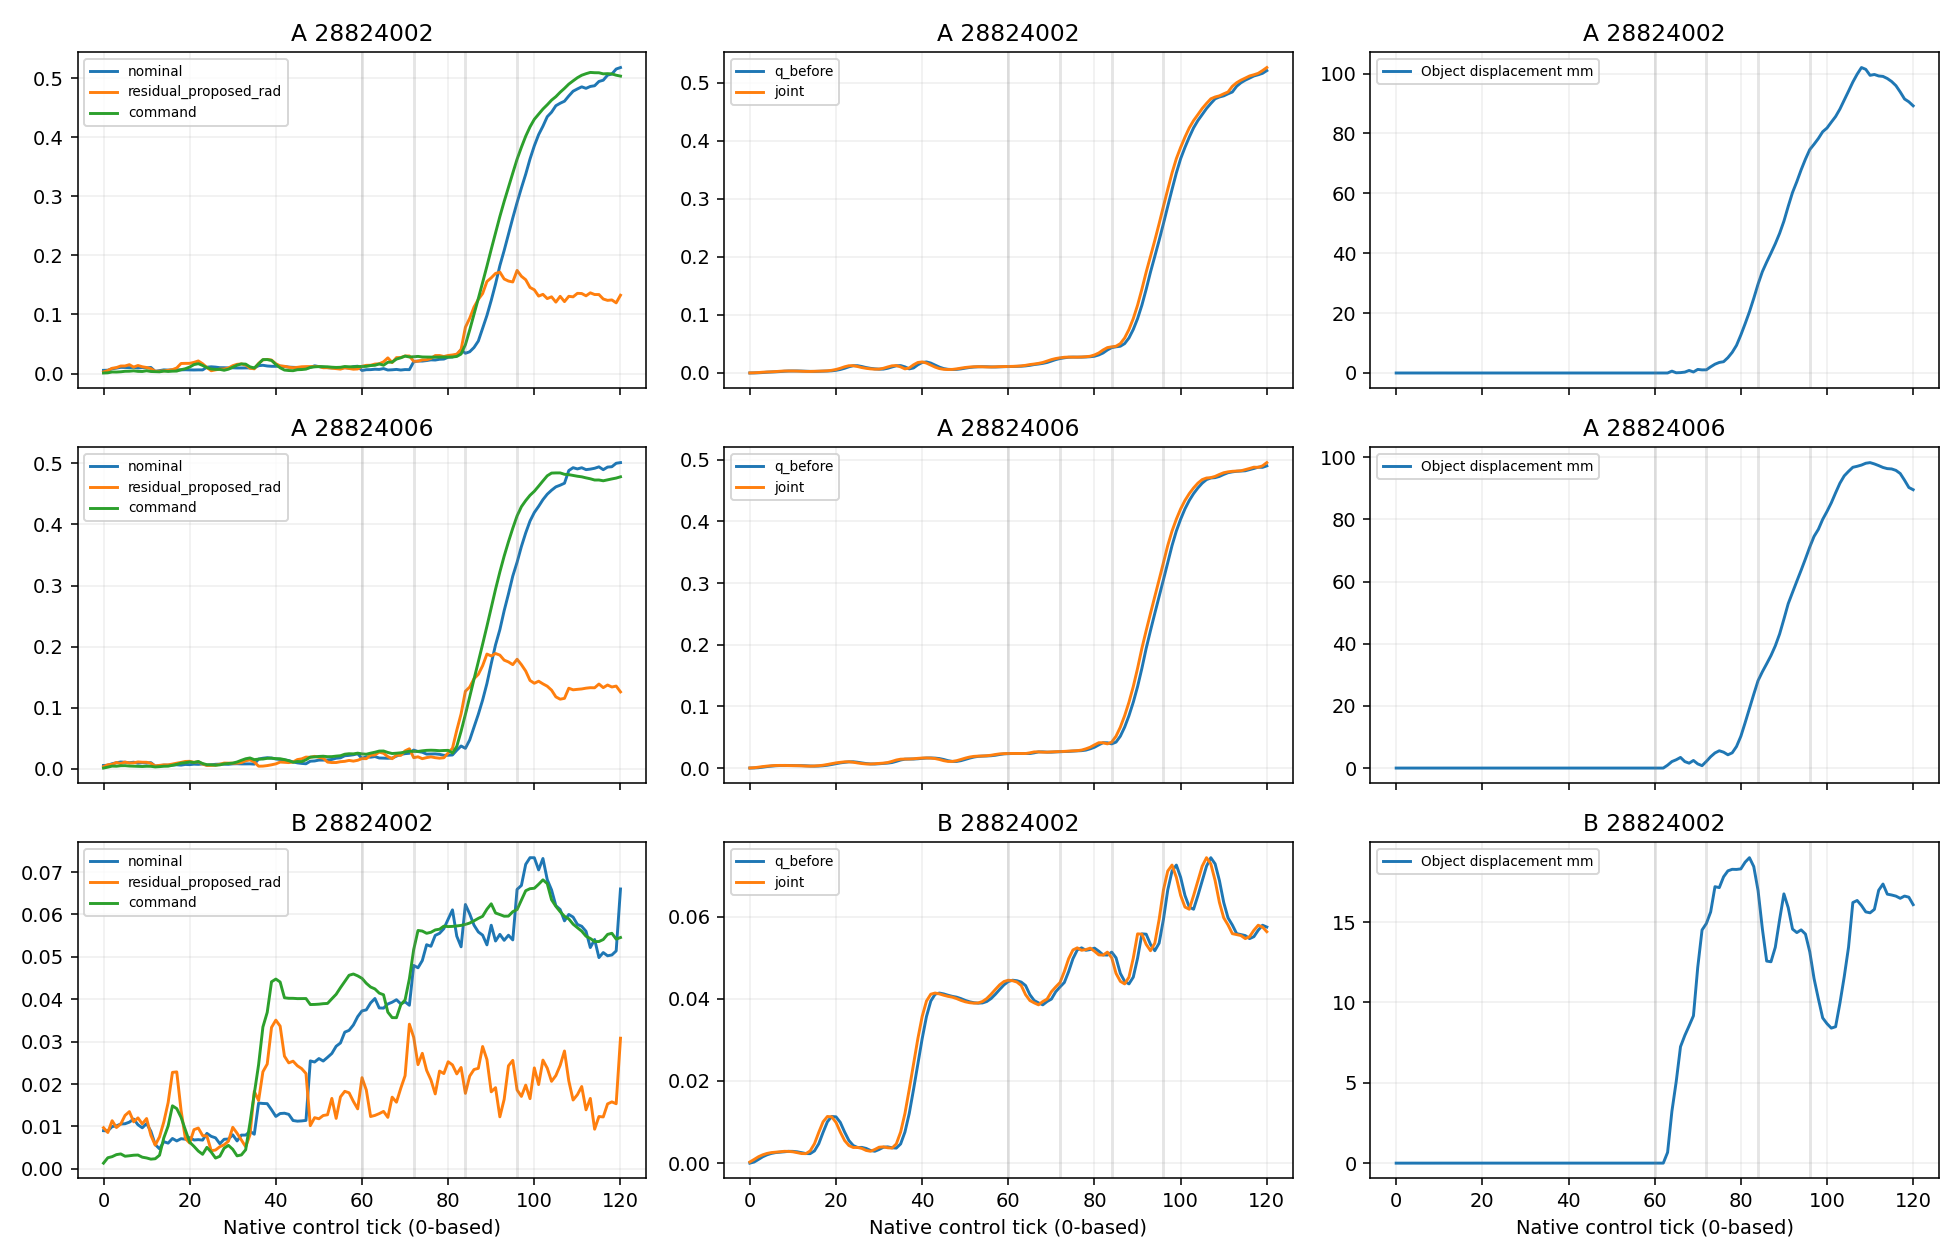 A 28824002
A 28824002
A 28824002
nominal
residual_proposed_rad
command
0.5
0.4
0.3
0.2
0.1
0.0
q_before
joint
0.5
0.4
0.3
0.2
0.1
0.0
Object displacement mm
100
80
60
40
20
0
A 28824006
A 28824006
A 28824006
nominal
residual_proposed_rad
command
0.5
0.4
0.3
0.2
0.1
0.0
q_before
joint
0.5
0.4
0.3
0.2
0.1
0.0
Object displacement mm
100
80
60
40
20
0
B 28824002
B 28824002
B 28824002
nominal
residual_proposed_rad
command
0.07
0.06
0.05
0.04
0.03
0.02
0.01
0.00
0 20 40 60 80 100 120
Native control tick (0-based)
q_before
joint
0.06
0.04
0.02
0.00
0 20 40 60 80 100 120
Native control tick (0-based)
Object displacement mm
15
10
5
0
0 20 40 60 80 100 120
Native control tick (0-based)